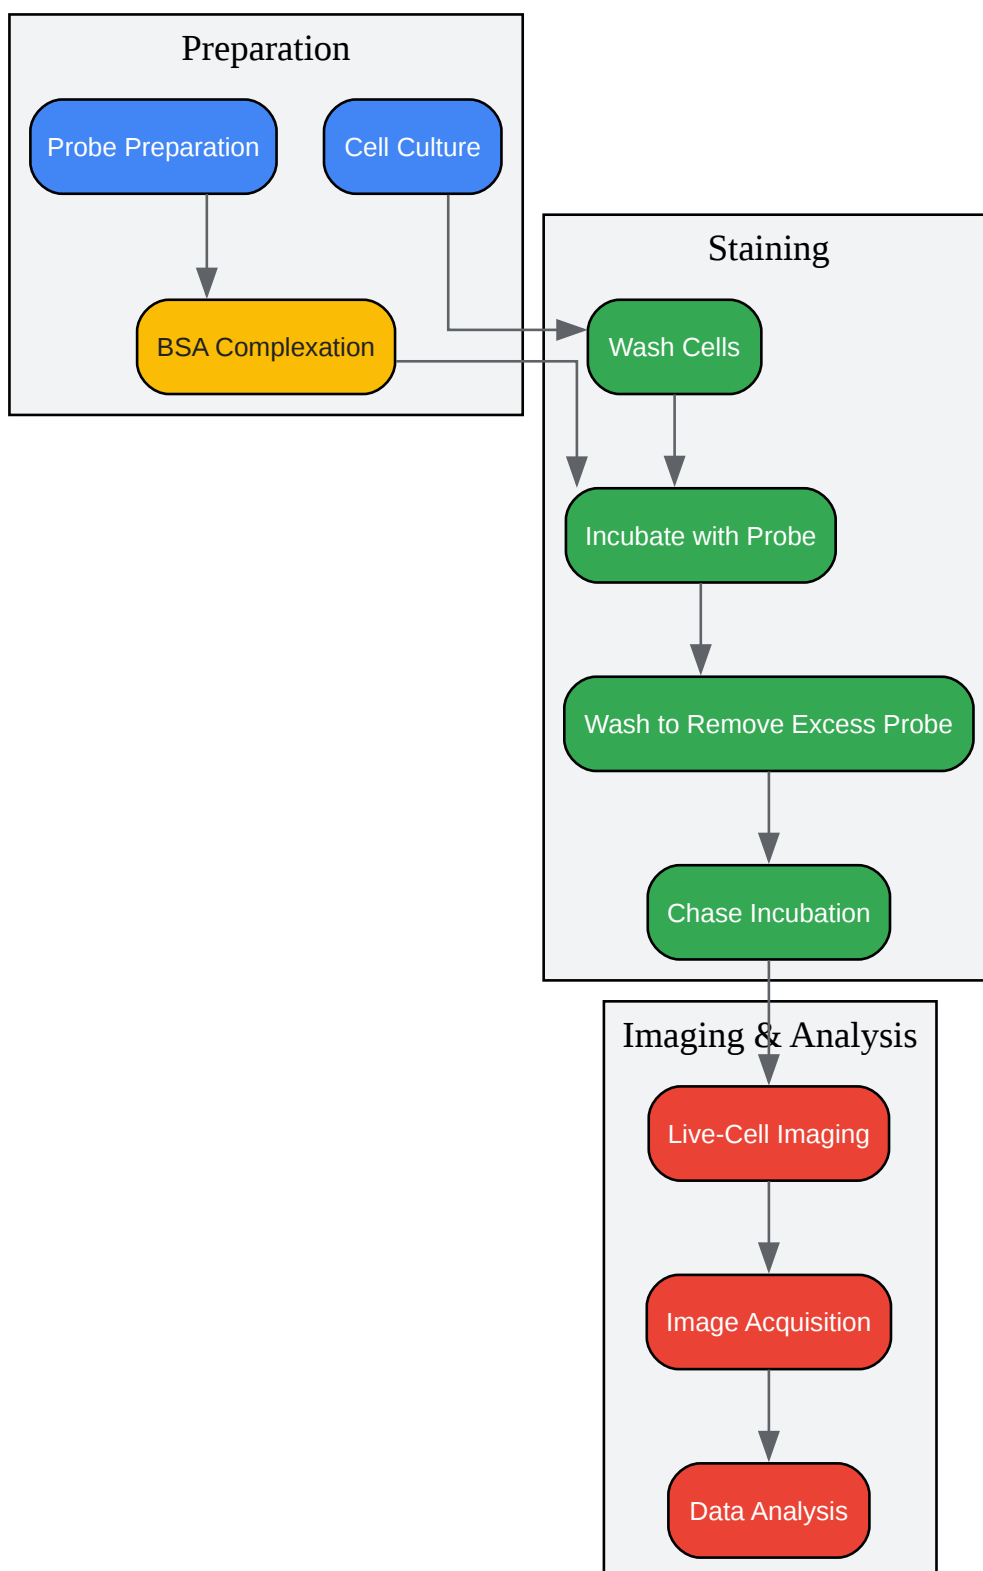 Preparation
Probe Preparation
Cell Culture
BSA Complexation
Staining
Wash Cells
Incubate with Probe
Wash to Remove Excess Probe
Chase Incubation
Imaging & Analysis
Live-Cell Imaging
Image Acquisition
Data Analysis